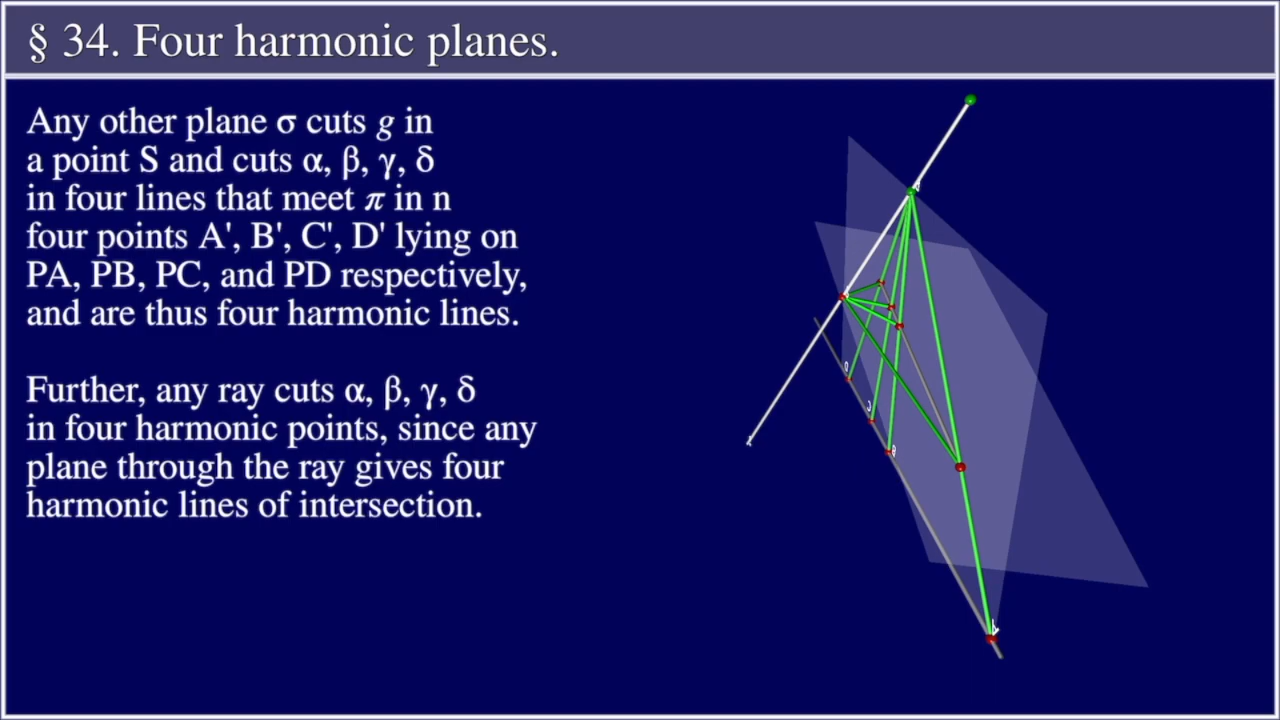 § 34. Four harmonic planes.
Any other plane σ cuts g in
a point S and cuts α, β, γ, δ
in four lines that meet π in n
four points A', B', C', D' lying on
PA, PB, PC, and PD respectively,
and are thus four harmonic lines.
Further, any ray cuts α, β, γ, δ
in four harmonic points, since any
plane through the ray gives four
harmonic lines of intersection.